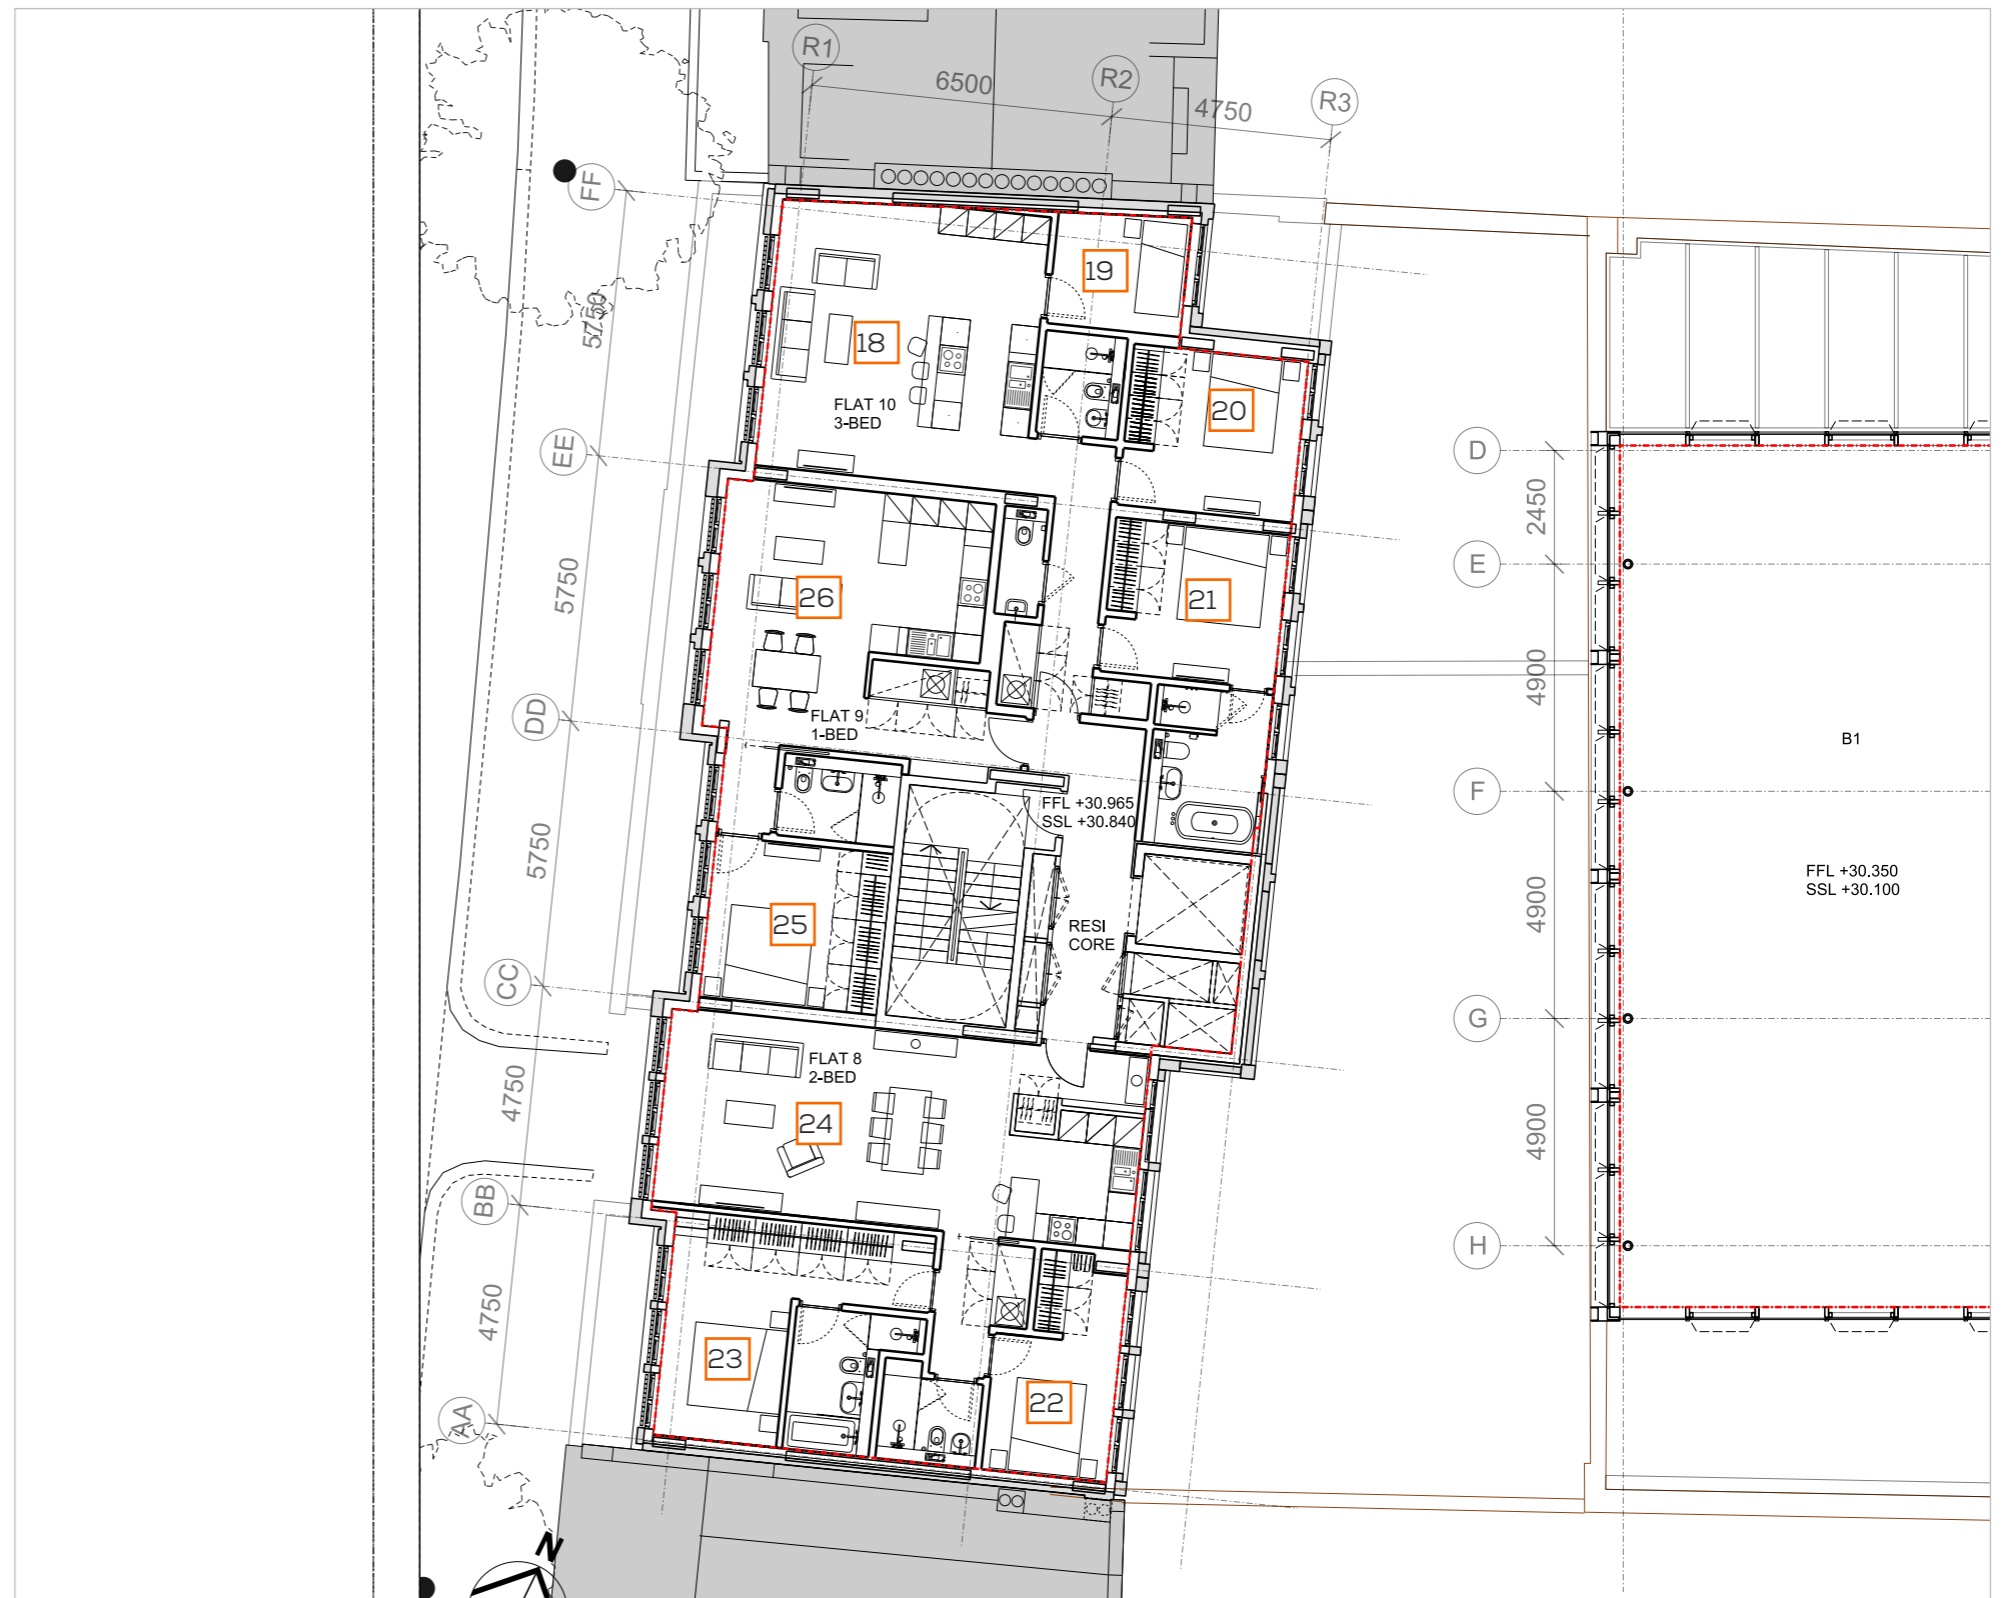 R1
R2
R3
6500
4750
FF
5750
19
18
FLAT 10
3-BED
20
EE
D
2450
5750
26
21
E
4900
DD
FLAT 9
1-BED
B1
F
FFL +30.965
SSL +30.840
5750
FFL +30.350
SSL +30.100
4900
25
RESI
CORE
CC
G
FLAT 8
2-BED
4750
24
4900
BB
H
4750
23
22
AA
N